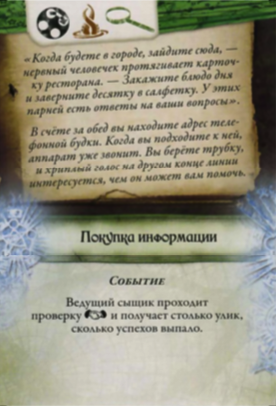 «Когда будете в городе, зайдите сюда, —
нервный человечек протягивает карточ-
ку ресторана. — Закажите блюдо дня
и заверните десятку в салфетку. У этих
парней есть ответы на ваши вопросы».
В счёте за обед вы находите адрес теле-
фонной будки. Когда вы подходите к ней,
аппарат уже звонит. Вы берёте трубку,
и хриплый голос на другом конце линии
интересуется, чем он может вам помочь.
Покупка информации
Событие
Ведущий сыщик проходит
проверку и получает столько улик,
сколько успехов выпало.